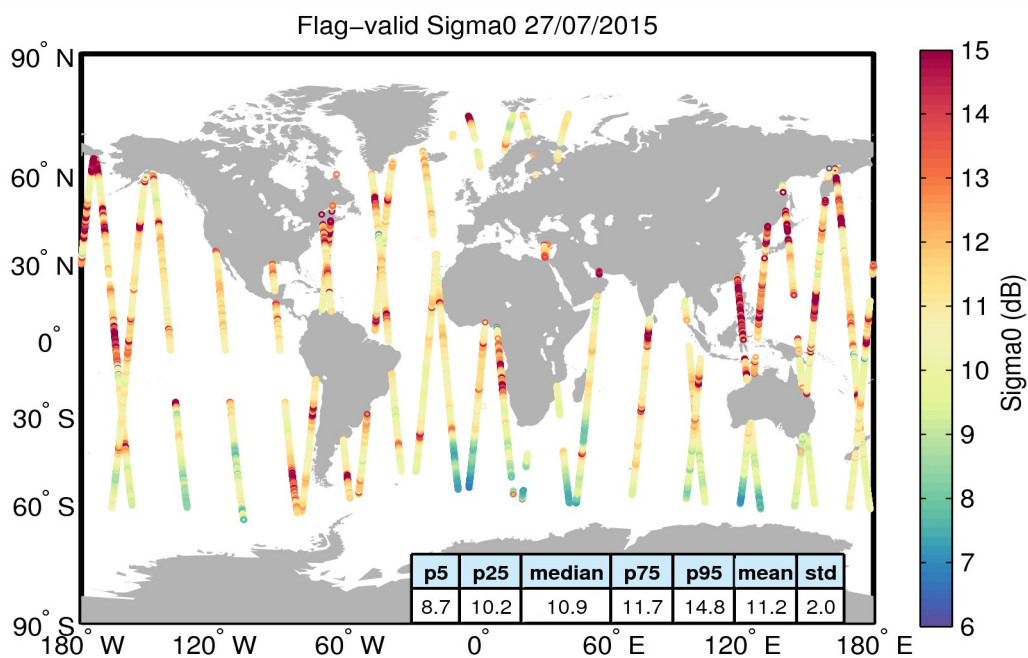 Flag−valid Sigma0 27/07/2015
90° N
60° N
30° N
0°
30° S
60° S
90° S
180° W
120° W
60° W
0°
60° E
120° E
180° E
15
14
13
12
11
10
9
8
7
6
Sigma0 (dB)
p5 p25 median p75 p95 mean std
8.7 10.2 10.9 11.7 14.8 11.2 2.0